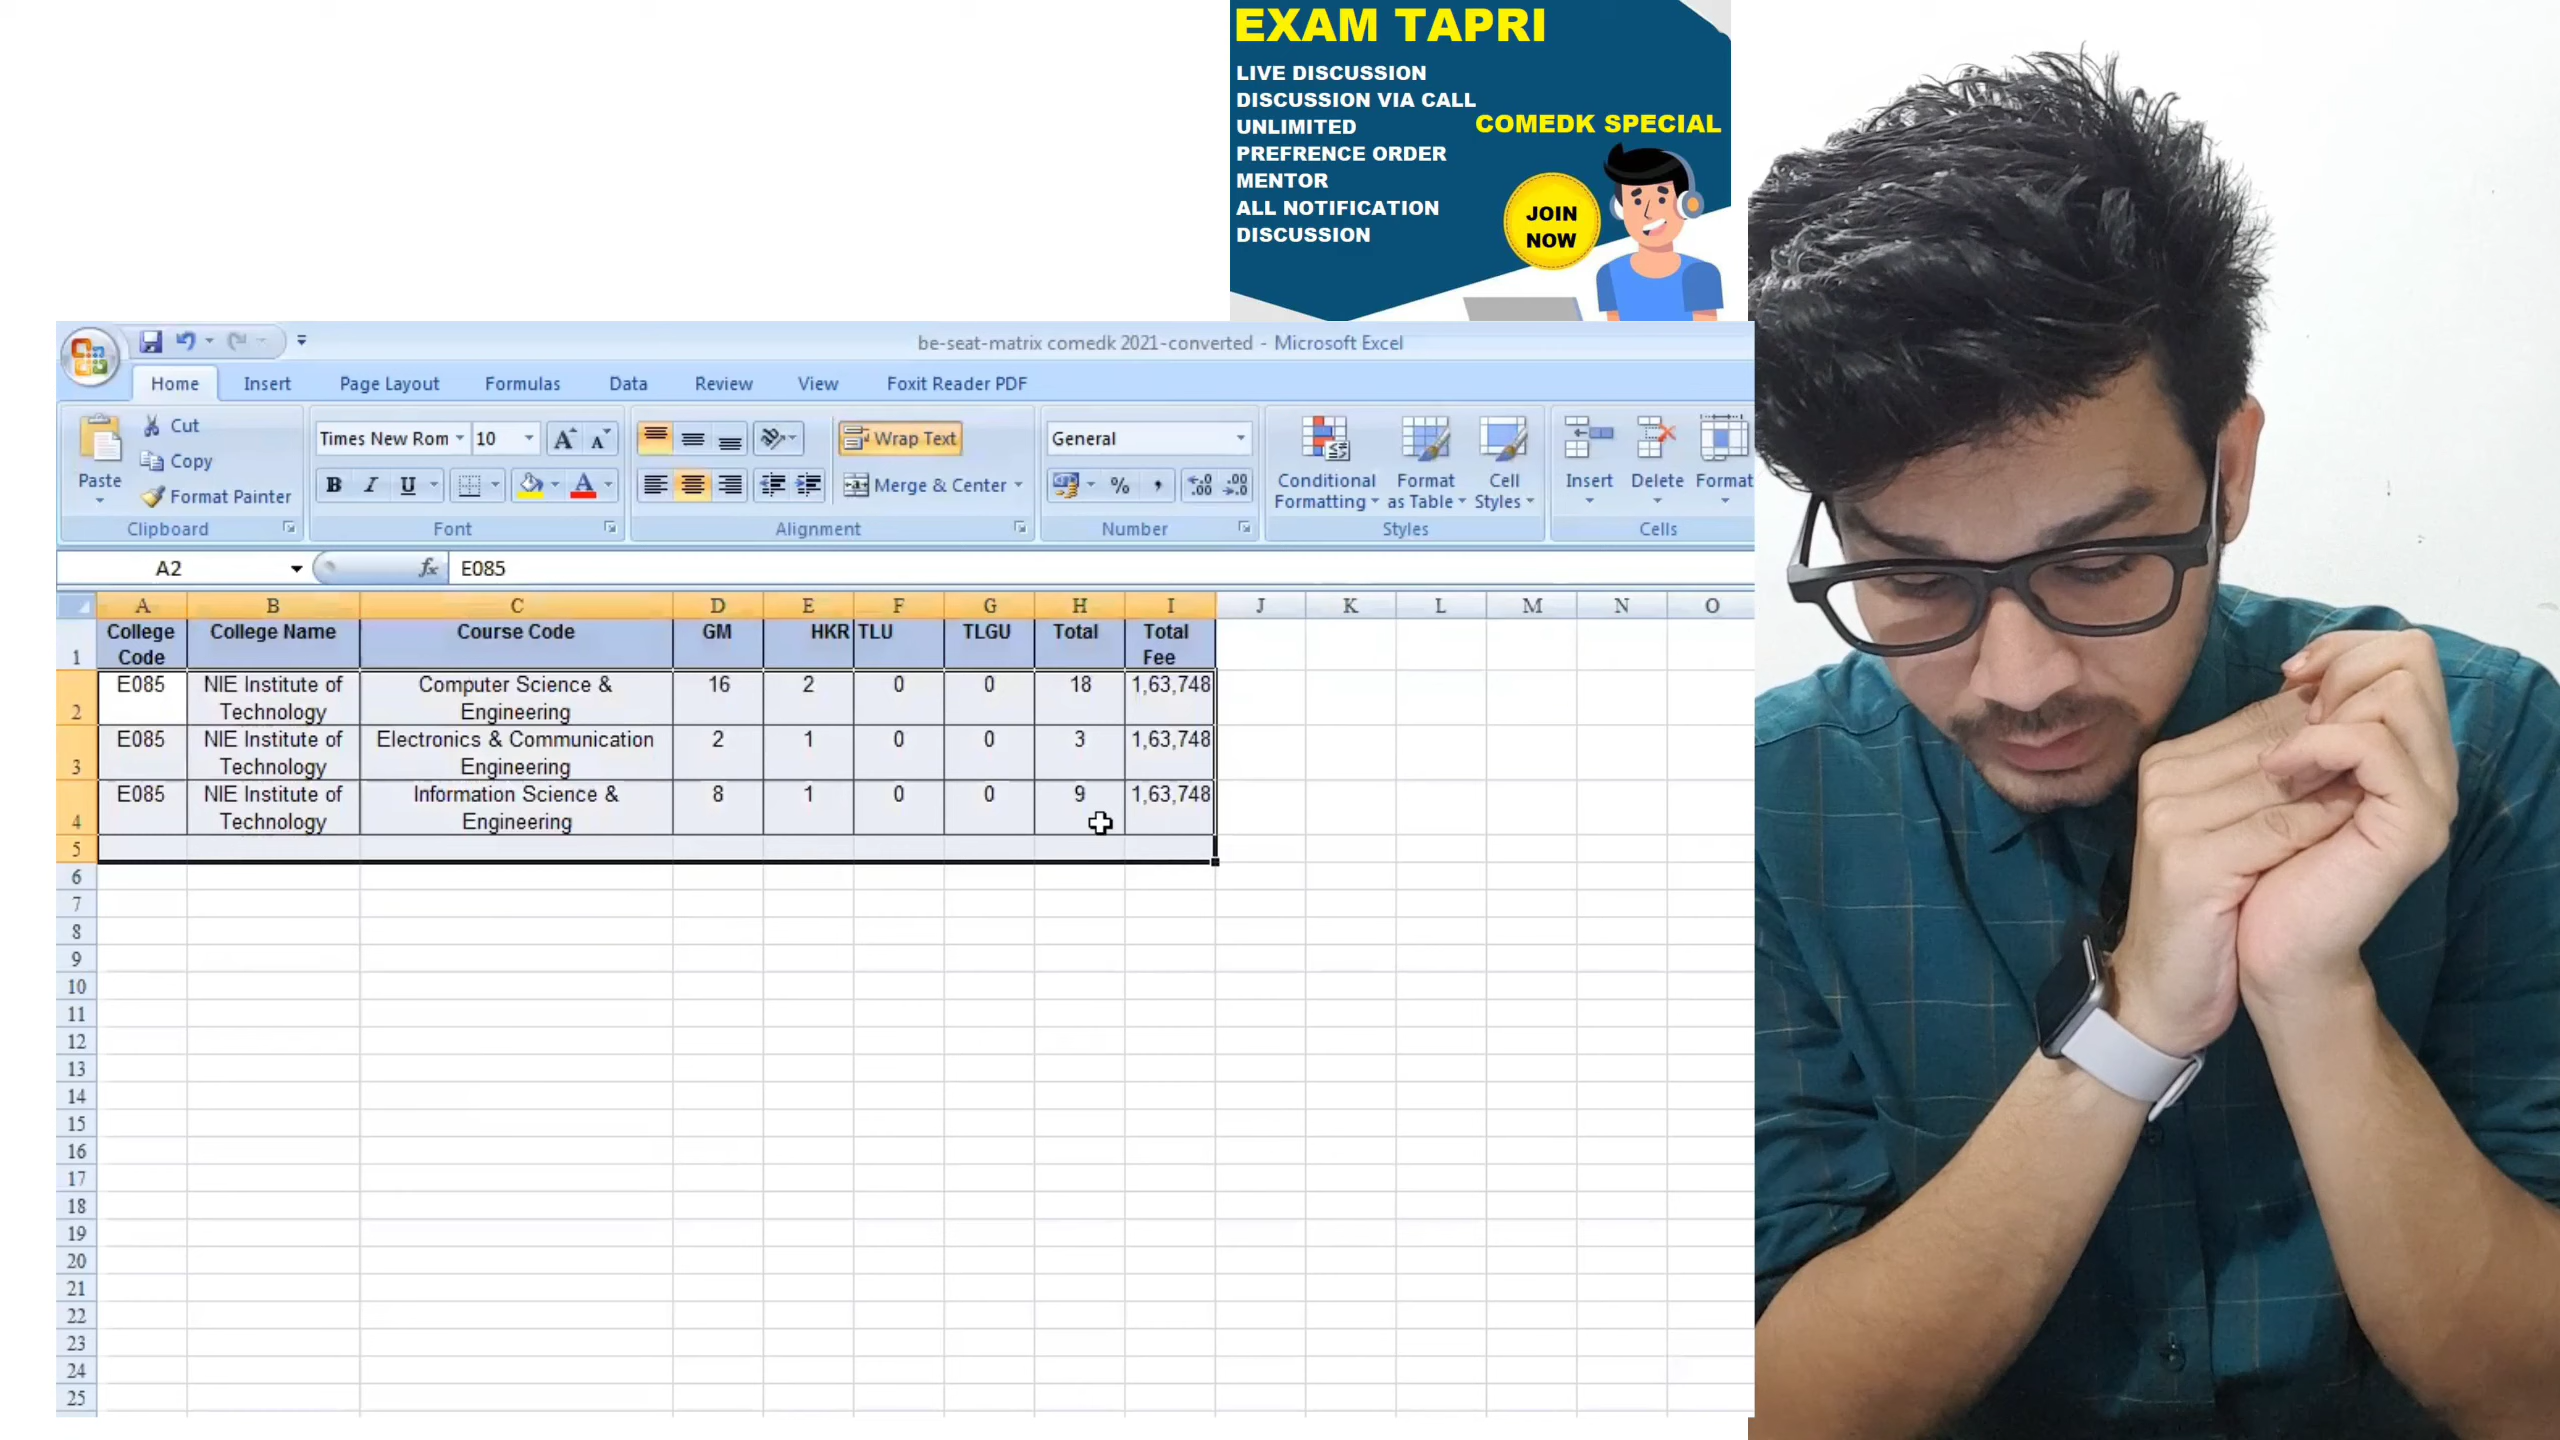 EXAM TAPRI
LIVE DISCUSSION
DISCUSSION VIA CALL
UNLIMITED
PREFRENCE ORDER
MENTOR
ALL NOTIFICATION
DISCUSSION
COMEDK SPECIAL
JOIN
NOW
be-seat-matrix comedk 2021-converted - Microsoft Excel
Home Insert Page Layout Formulas Data Review View Foxit Reader PDF
Paste
Cut
Copy
Format Painter
Clipboard
Times New Rom 10
A A
B I U A
Font
Wrap Text
Merge & Center
Alignment
General
% , .00 .00
Number
Conditional
Formatting
Format
as Table
Cell
Styles
Styles
Insert Delete Format
Cells
A2 fx E085
A B C D E F G H I J K L M N O
1 College Code College Name Course Code GM HKR TLU TLGU Total Total Fee
2 E085 NIE Institute of Technology Computer Science & Engineering 16 2 0 0 18 1,63,748
3 E085 NIE Institute of Technology Electronics & Communication Engineering 2 1 0 0 3 1,63,748
4 E085 NIE Institute of Technology Information Science & Engineering 8 1 0 0 9 1,63,748
5
6
7
8
9
10
11
12
13
14
15
16
17
18
19
20
21
22
23
24
25